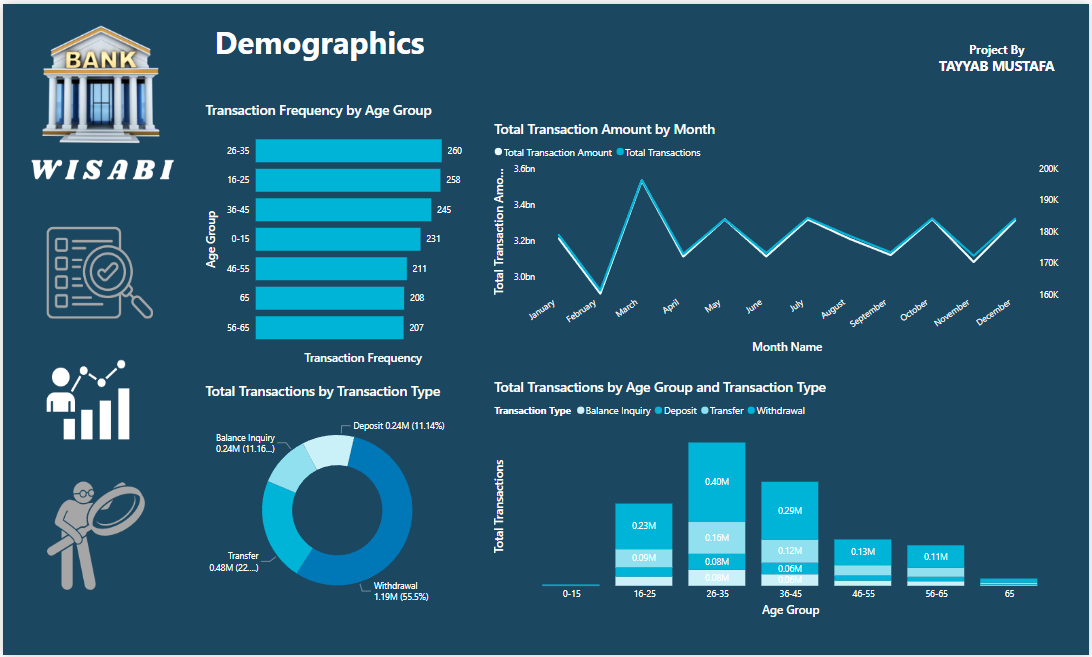 BANK
WISABI
Demographics
Project By
TAYYAB MUSTAFA
Transaction Frequency by Age Group
Age Group
26-35 260
16-25 258
36-45 245
0-15 231
46-55 211
65 208
56-65 207
Transaction Frequency
Total Transaction Amount by Month
Total Transaction Amount Total Transactions
Total Transaction Amo...
3.6bn
3.4bn
3.2bn
3.0bn
200K
190K
180K
170K
160K
January
February
March
April
May
June
July
August
September
October
November
December
Month Name
Total Transactions by Transaction Type
Deposit 0.24M (11.14%)
Balance Inquiry
0.24M (11.16...)
Transfer
0.48M (22....)
Withdrawal
1.19M (55.5%)
Total Transactions by Age Group and Transaction Type
Transaction Type Balance Inquiry Deposit Transfer Withdrawal
Total Transactions
0.23M
0.09M
0.40M
0.16M
0.08M
0.08M
0.29M
0.12M
0.06M
0.06M
0.13M
0.11M
0-15
16-25
26-35
36-45
46-55
56-65
65
Age Group